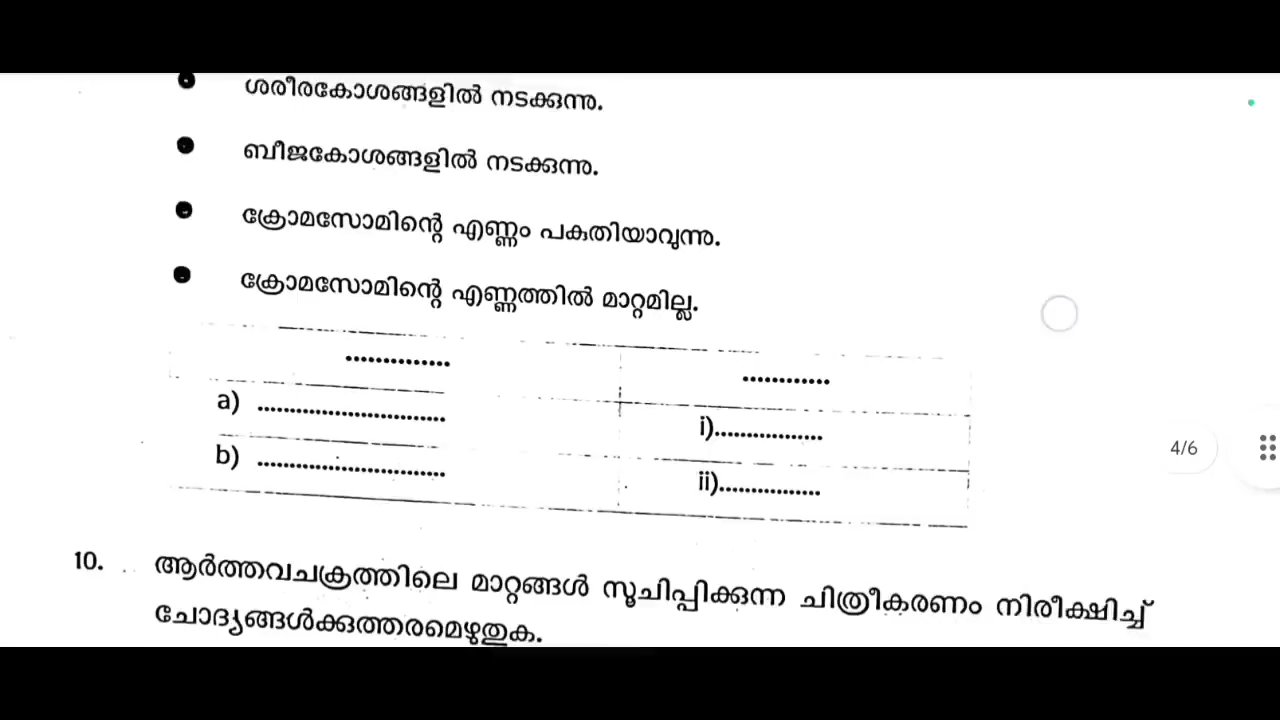 ശരീരകോശങ്ങളിൽ നടക്കുന്നു.
ബീജകോശങ്ങളിൽ നടക്കുന്നു.
ക്രോമസോമിന്റെ എണ്ണം പകുതിയാവുന്നു.
ക്രോമസോമിന്റെ എണ്ണത്തിൽ മാറ്റമില്ല.
.............. ............
a) ............................. i).................
b) ............................. ii)................
4/6
10. ആർത്തവചക്രത്തിലെ മാറ്റങ്ങൾ സൂചിപ്പിക്കുന്ന ചിത്രീകരണം നിരീക്ഷിച്ച്
ചോദ്യങ്ങൾക്കുത്തരമെഴുതുക.